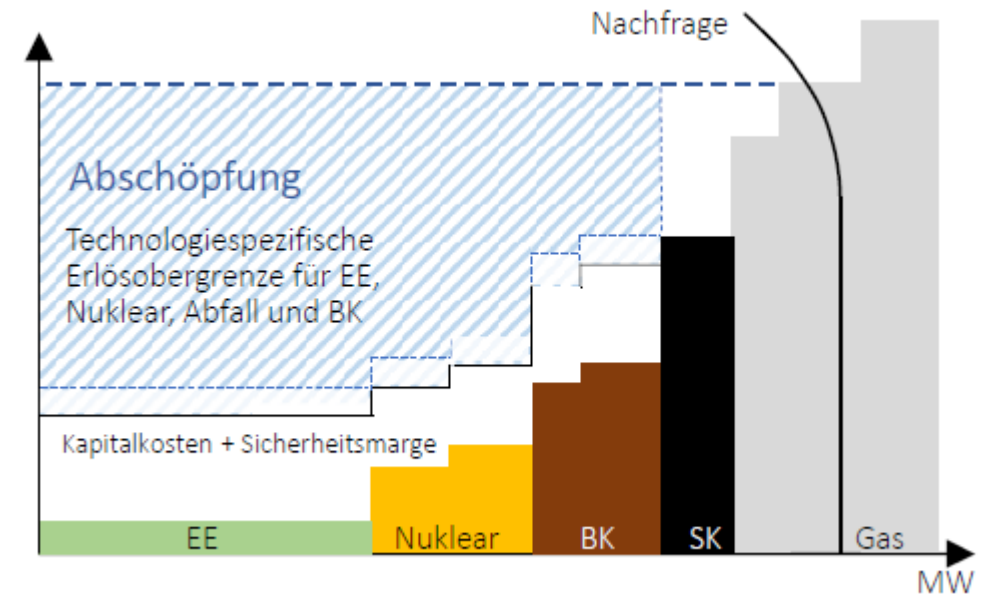 Nachfrage
Abschöpfung
Technologiespezifische
Erlösobergrenze für EE,
Nuklear, Abfall und BK
Kapitalkosten + Sicherheitsmarge
EE
Nuklear
BK
SK
Gas
MW